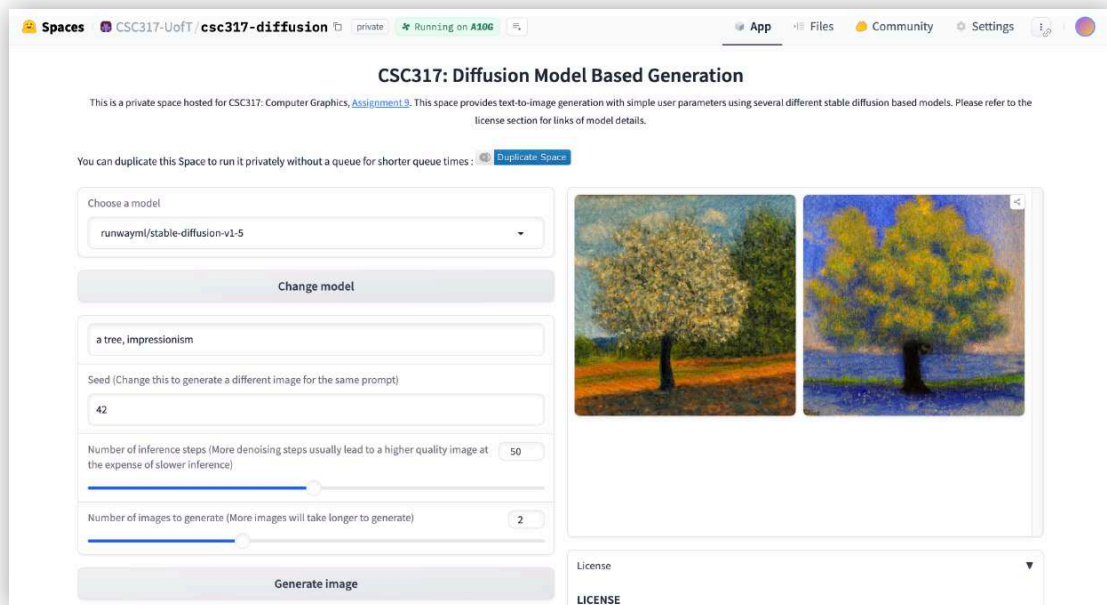 Spaces CSC317-UofT/csc317-diffusion private Running on A10G App Files Community Settings
CSC317: Diffusion Model Based Generation
This is a private space hosted for CSC317: Computer Graphics, Assignment 9. This space provides text-to-image generation with simple user parameters using several different stable diffusion based models. Please refer to the
license section for links of model details.
You can duplicate this Space to run it privately without a queue for shorter queue times : Duplicate Space
Choose a model
runwayml/stable-diffusion-v1-5
Change model
a tree, impressionism
Seed (Change this to generate a different image for the same prompt)
42
Number of inference steps (More denoising steps usually lead to a higher quality image at 50
the expense of slower inference)
Number of images to generate (More images will take longer to generate) 2
Generate image
License
LICENSE